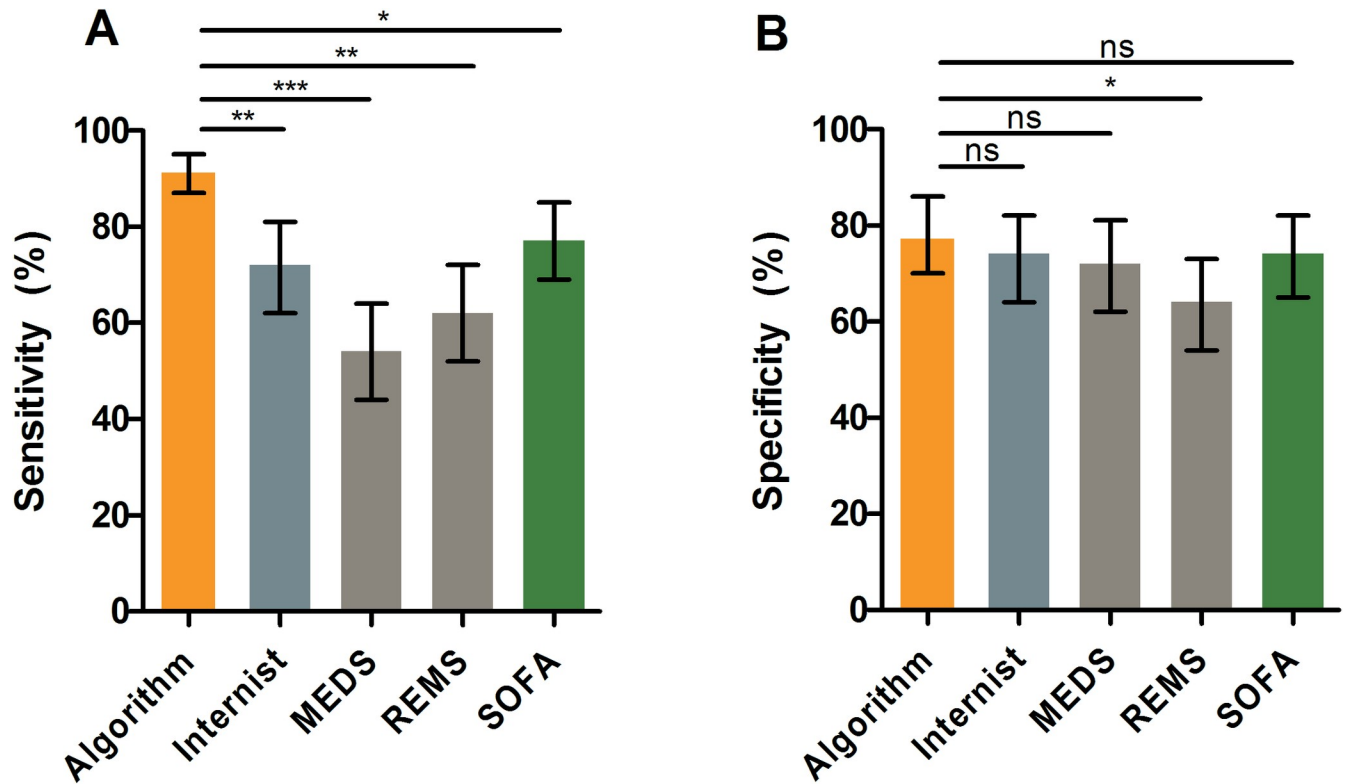 A
*
**
***
**
100
80
60
40
20
0
Sensitivity (%)
Algorithm
Internist
MEDS
REMS
SOFA
B
ns
*
ns
ns
100
80
60
40
20
0
Specificity (%)
Algorithm
Internist
MEDS
REMS
SOFA